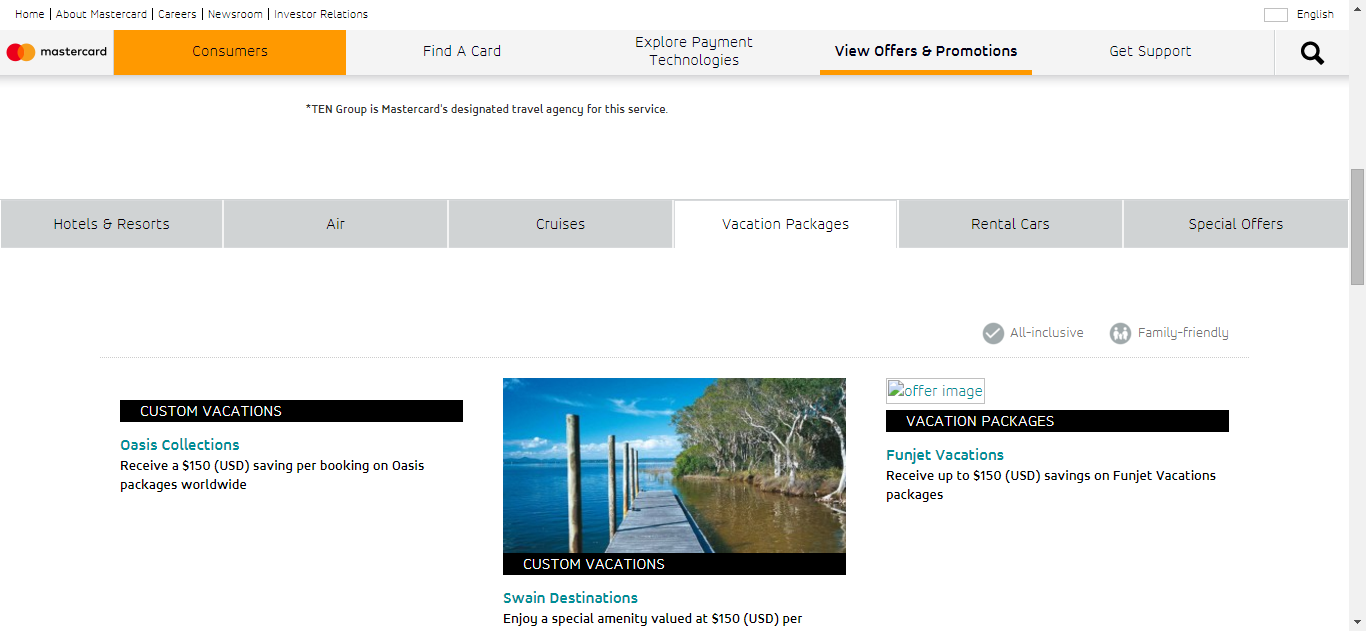 Home | About Mastercard | Careers | Newsroom | Investor Relations
English
mastercard
Consumers
Find A Card
Explore Payment
Technologies
View Offers & Promotions
Get Support
*TEN Group is Mastercard's designated travel agency for this service.
Hotels & Resorts
Air
Cruises
Vacation Packages
Rental Cars
Special Offers
All-inclusive
Family-friendly
CUSTOM VACATIONS
Oasis Collections
Receive a $150 (USD) saving per booking on Oasis
packages worldwide
CUSTOM VACATIONS
Swain Destinations
Enjoy a special amenity valued at $150 (USD) per
offer image
VACATION PACKAGES
Funjet Vacations
Receive up to $150 (USD) savings on Funjet Vacations
packages